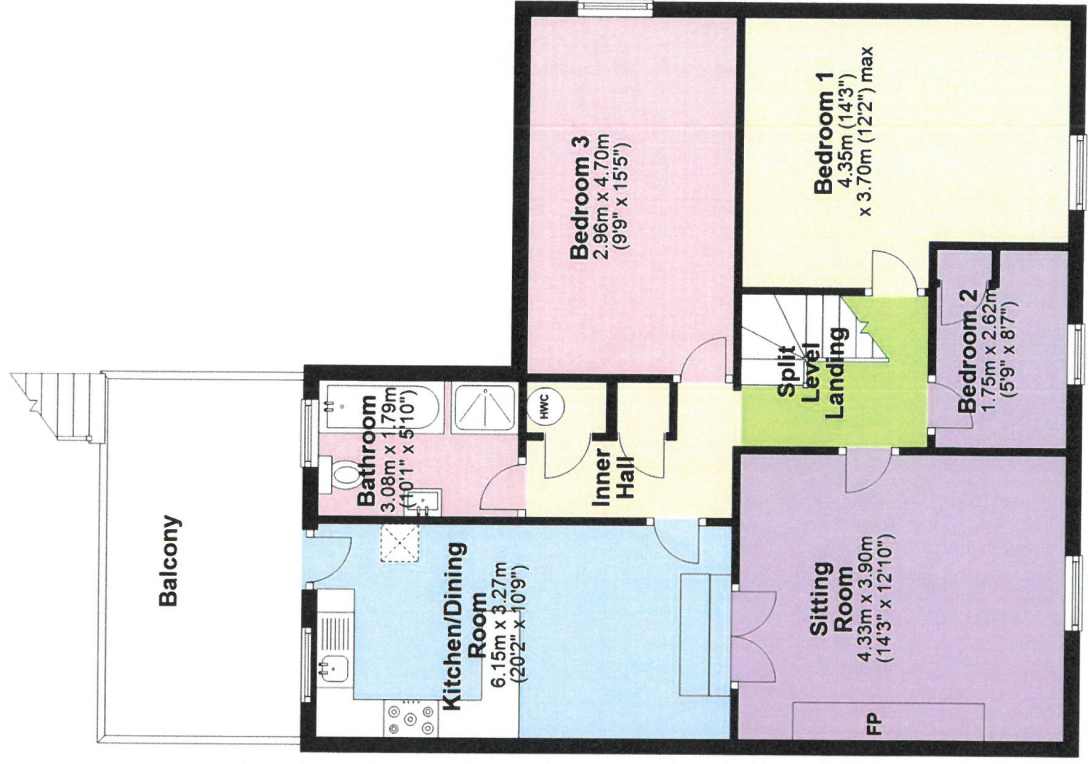 Balcony
Bathroom
3.08m x 1.79m
(10'1" x 5'10")
Kitchen/Dining
Room
6.15m x 3.27m
(20'2" x 10'9")
HWC
Inner
Hall
Bedroom 3
2.96m x 4.70m
(9'9" x 15'5")
Split
Level
Landing
Bedroom 1
4.35m (14'3")
x 3.70m (12'2") max
Bedroom 2
1.75m x 2.62m
(5'9" x 8'7")
Sitting
Room
4.33m x 3.90m
(14'3" x 12'10")
FP